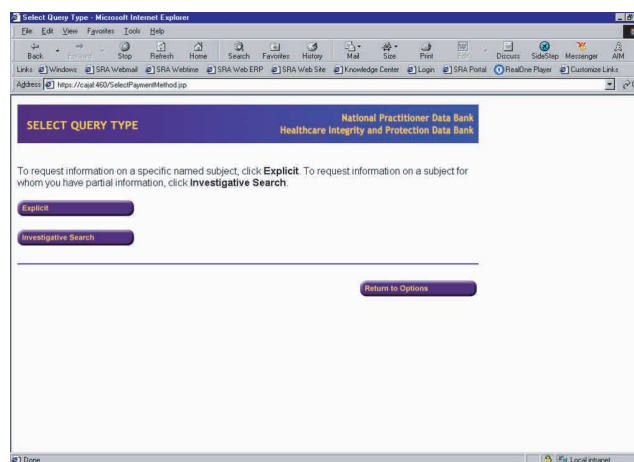 Select Query Type - Microsoft Internet Explorer
File Edit View Favorites Tools Help
Back Forward Stop Refresh Home Search Favorites History Mail Size Print Edit Discuss SideStep Messenger AIM
Links Windows SRA Webmail SRA Webtime SRA Web ERP SRA Web Site Knowledge Center Login SRA Portal RealOne Player Customize Links
Address https://cajal:460/SelectPaymentMethod.jsp
SELECT QUERY TYPE
National Practitioner Data Bank
Healthcare Integrity and Protection Data Bank
To request information on a specific named subject, click Explicit. To request information on a subject for
whom you have partial information, click Investigative Search.
Explicit
Investigative Search
Return to Options
Done Local intranet